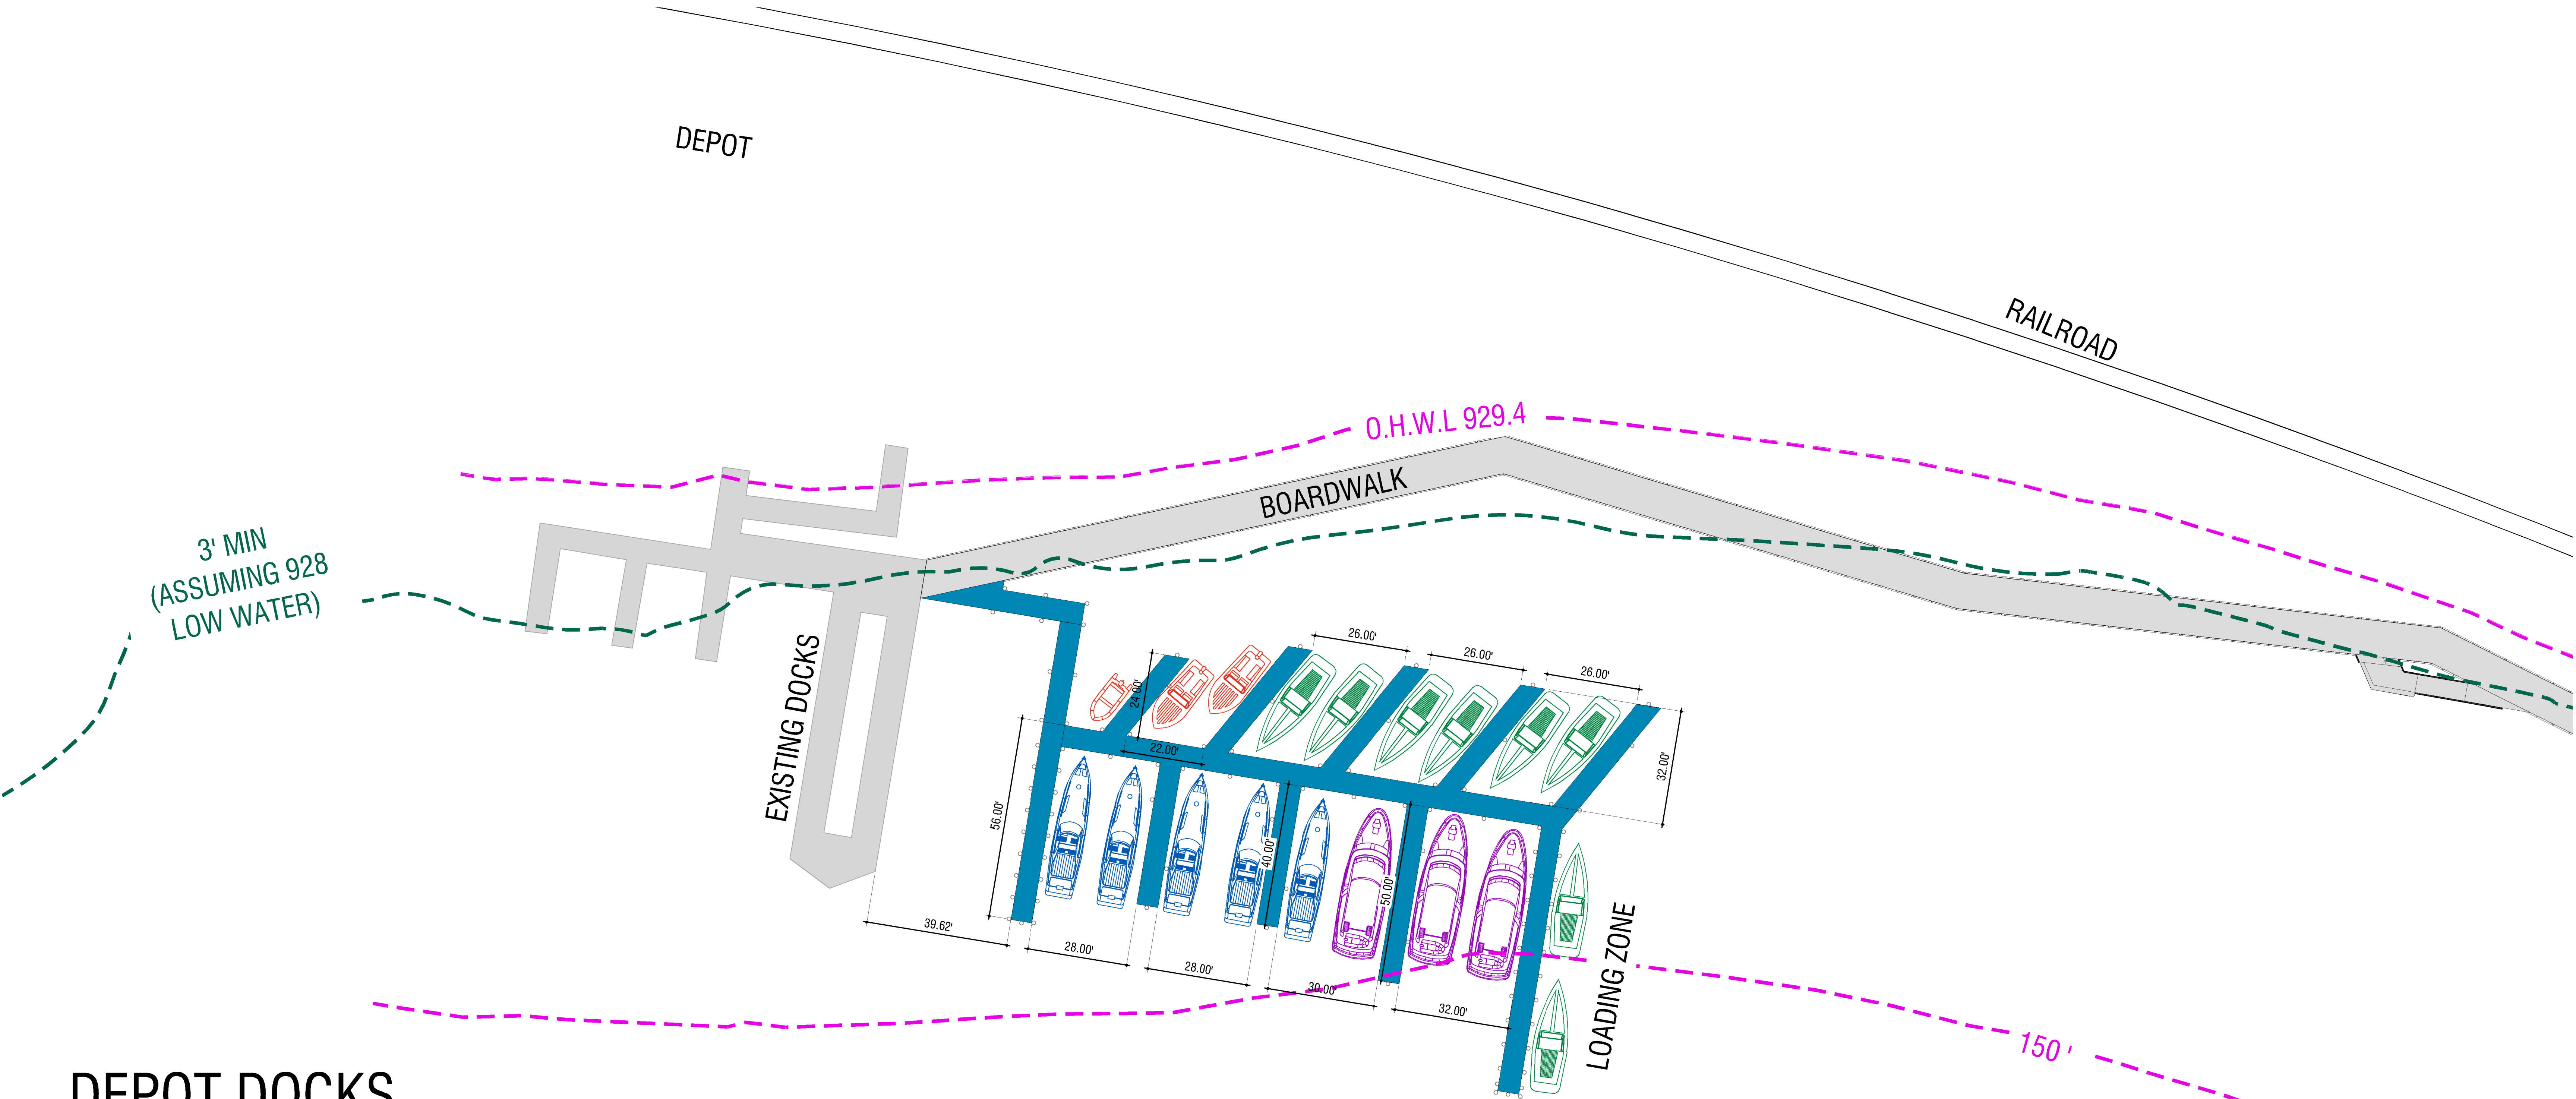 DEPOT
RAILROAD
O.H.W.L 929.4
BOARDWALK
3' MIN
(ASSUMING 928
LOW WATER)
EXISTING DOCKS
26.00'
26.00'
26.00'
24.00'
22.00'
32.00'
56.00'
40.00'
50.00'
39.62'
28.00'
28.00'
30.00'
32.00'
LOADING ZONE
150 '
DEPOT DOCKS